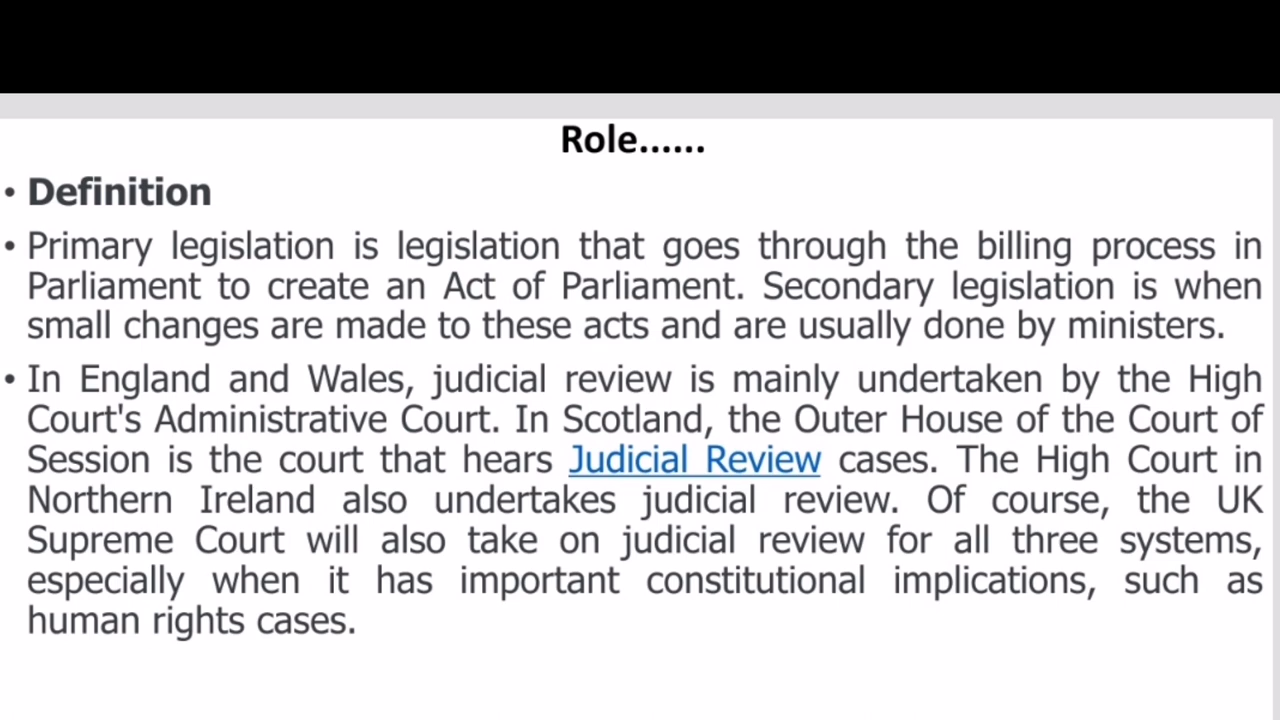 Role......
• Definition
• Primary legislation is legislation that goes through the billing process in
Parliament to create an Act of Parliament. Secondary legislation is when
small changes are made to these acts and are usually done by ministers.
• In England and Wales, judicial review is mainly undertaken by the High
Court's Administrative Court. In Scotland, the Outer House of the Court of
Session is the court that hears Judicial Review cases. The High Court in
Northern Ireland also undertakes judicial review. Of course, the UK
Supreme Court will also take on judicial review for all three systems,
especially when it has important constitutional implications, such as
human rights cases.